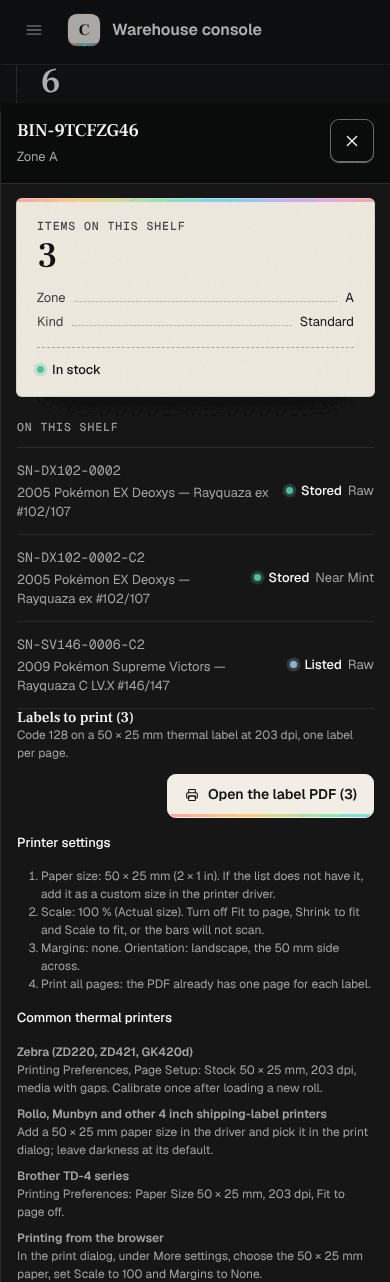 C Warehouse console
6
BIN-9TCFZG46
Zone A
ITEMS ON THIS SHELF
3
Zone A
Kind Standard
In stock
ON THIS SHELF
SN-DX102-0002
2005 Pokémon EX Deoxys — Rayquaza ex
#102/107
Stored Raw
SN-DX102-0002-C2
2005 Pokémon EX Deoxys —
Rayquaza ex #102/107
Stored Near Mint
SN-SV146-0006-C2
2009 Pokémon Supreme Victors —
Rayquaza C LV.X #146/147
Listed Raw
Labels to print (3)
Code 128 on a 50 × 25 mm thermal label at 203 dpi, one label
per page.
Open the label PDF (3)
Printer settings
1. Paper size: 50 × 25 mm (2 × 1 in). If the list does not have it,
add it as a custom size in the printer driver.
2. Scale: 100 % (Actual size). Turn off Fit to page, Shrink to fit
and Scale to fit, or the bars will not scan.
3. Margins: none. Orientation: landscape, the 50 mm side
across.
4. Print all pages: the PDF already has one page for each label.
Common thermal printers
Zebra (ZD220, ZD421, GK420d)
Printing Preferences, Page Setup: Stock 50 × 25 mm, 203 dpi,
media with gaps. Calibrate once after loading a new roll.
Rollo, Munbyn and other 4 inch shipping-label printers
Add a 50 × 25 mm paper size in the driver and pick it in the print
dialog; leave darkness at its default.
Brother TD-4 series
Printing Preferences: Paper Size 50 × 25 mm, 203 dpi, Fit to
page off.
Printing from the browser
In the print dialog, under More settings, choose the 50 × 25 mm
paper, set Scale to 100 and Margins to None.